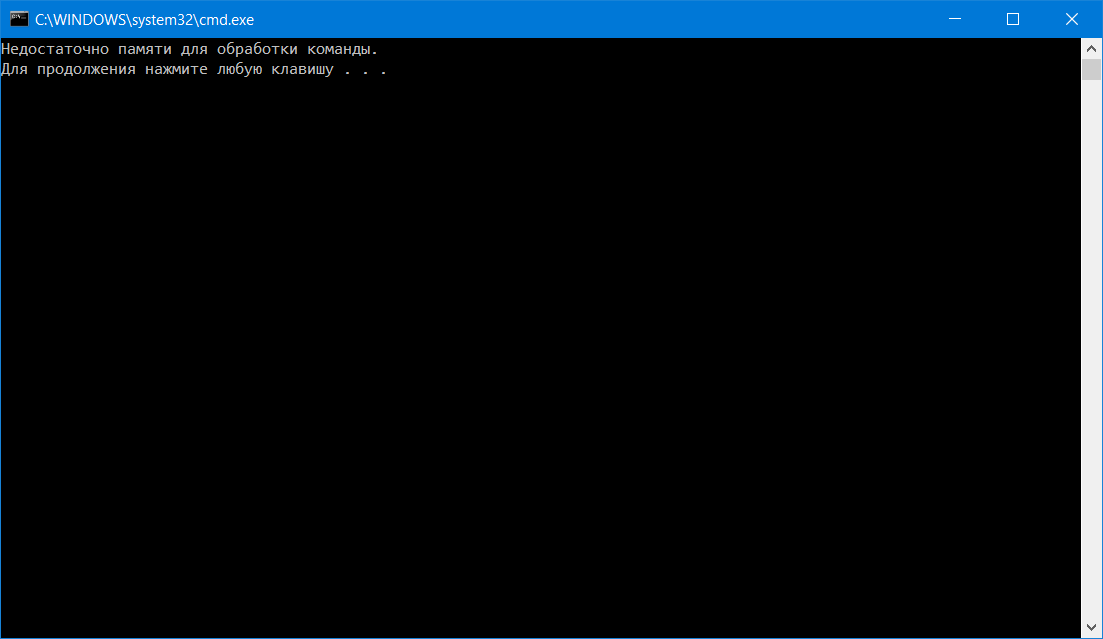 C:\WINDOWS\system32\cmd.exe
Недостаточно памяти для обработки команды.
Для продолжения нажмите любую клавишу . . .